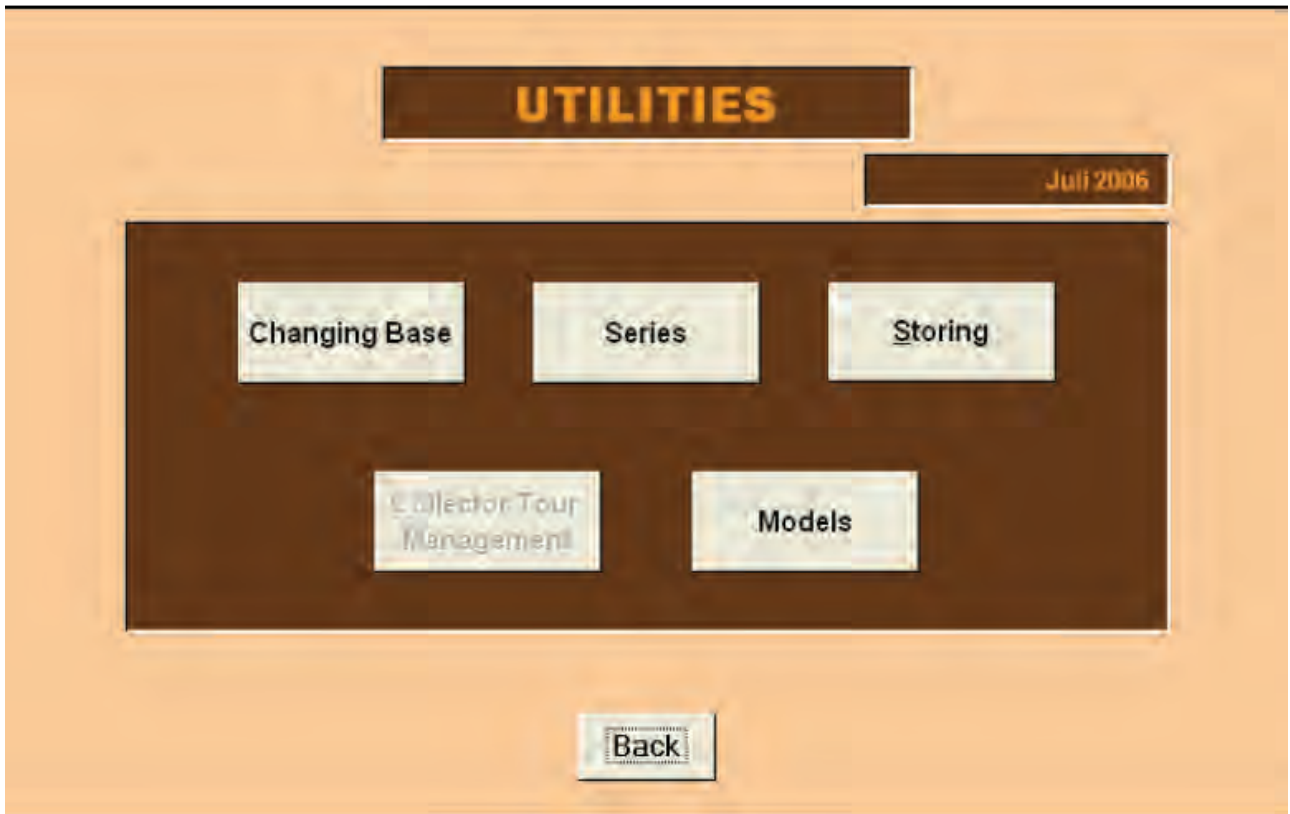 UTILITIES
Juli 2006
Changing Base
Series
Storing
Collector Tour
Management
Models
Back